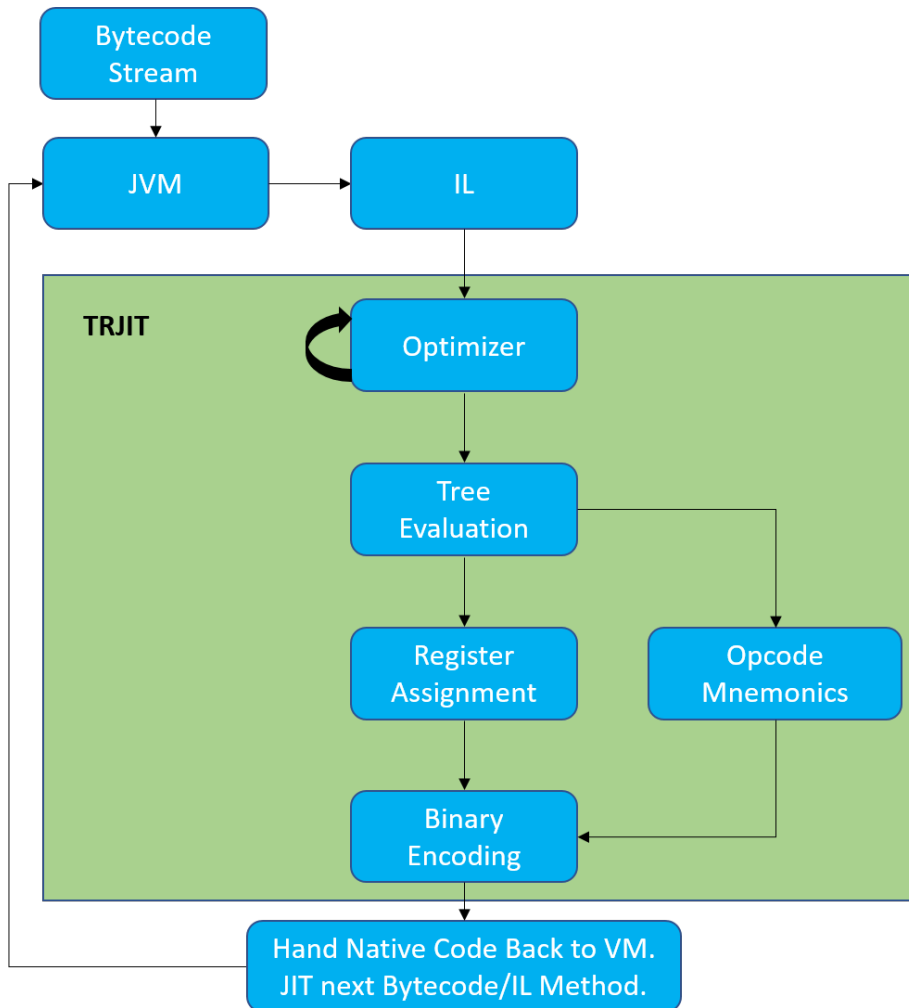 Bytecode
Stream
JVM
IL
TRJIT
Optimizer
Tree
Evaluation
Register
Assignment
Opcode
Mnemonics
Binary
Encoding
Hand Native Code Back to VM.
JIT next Bytecode/IL Method.